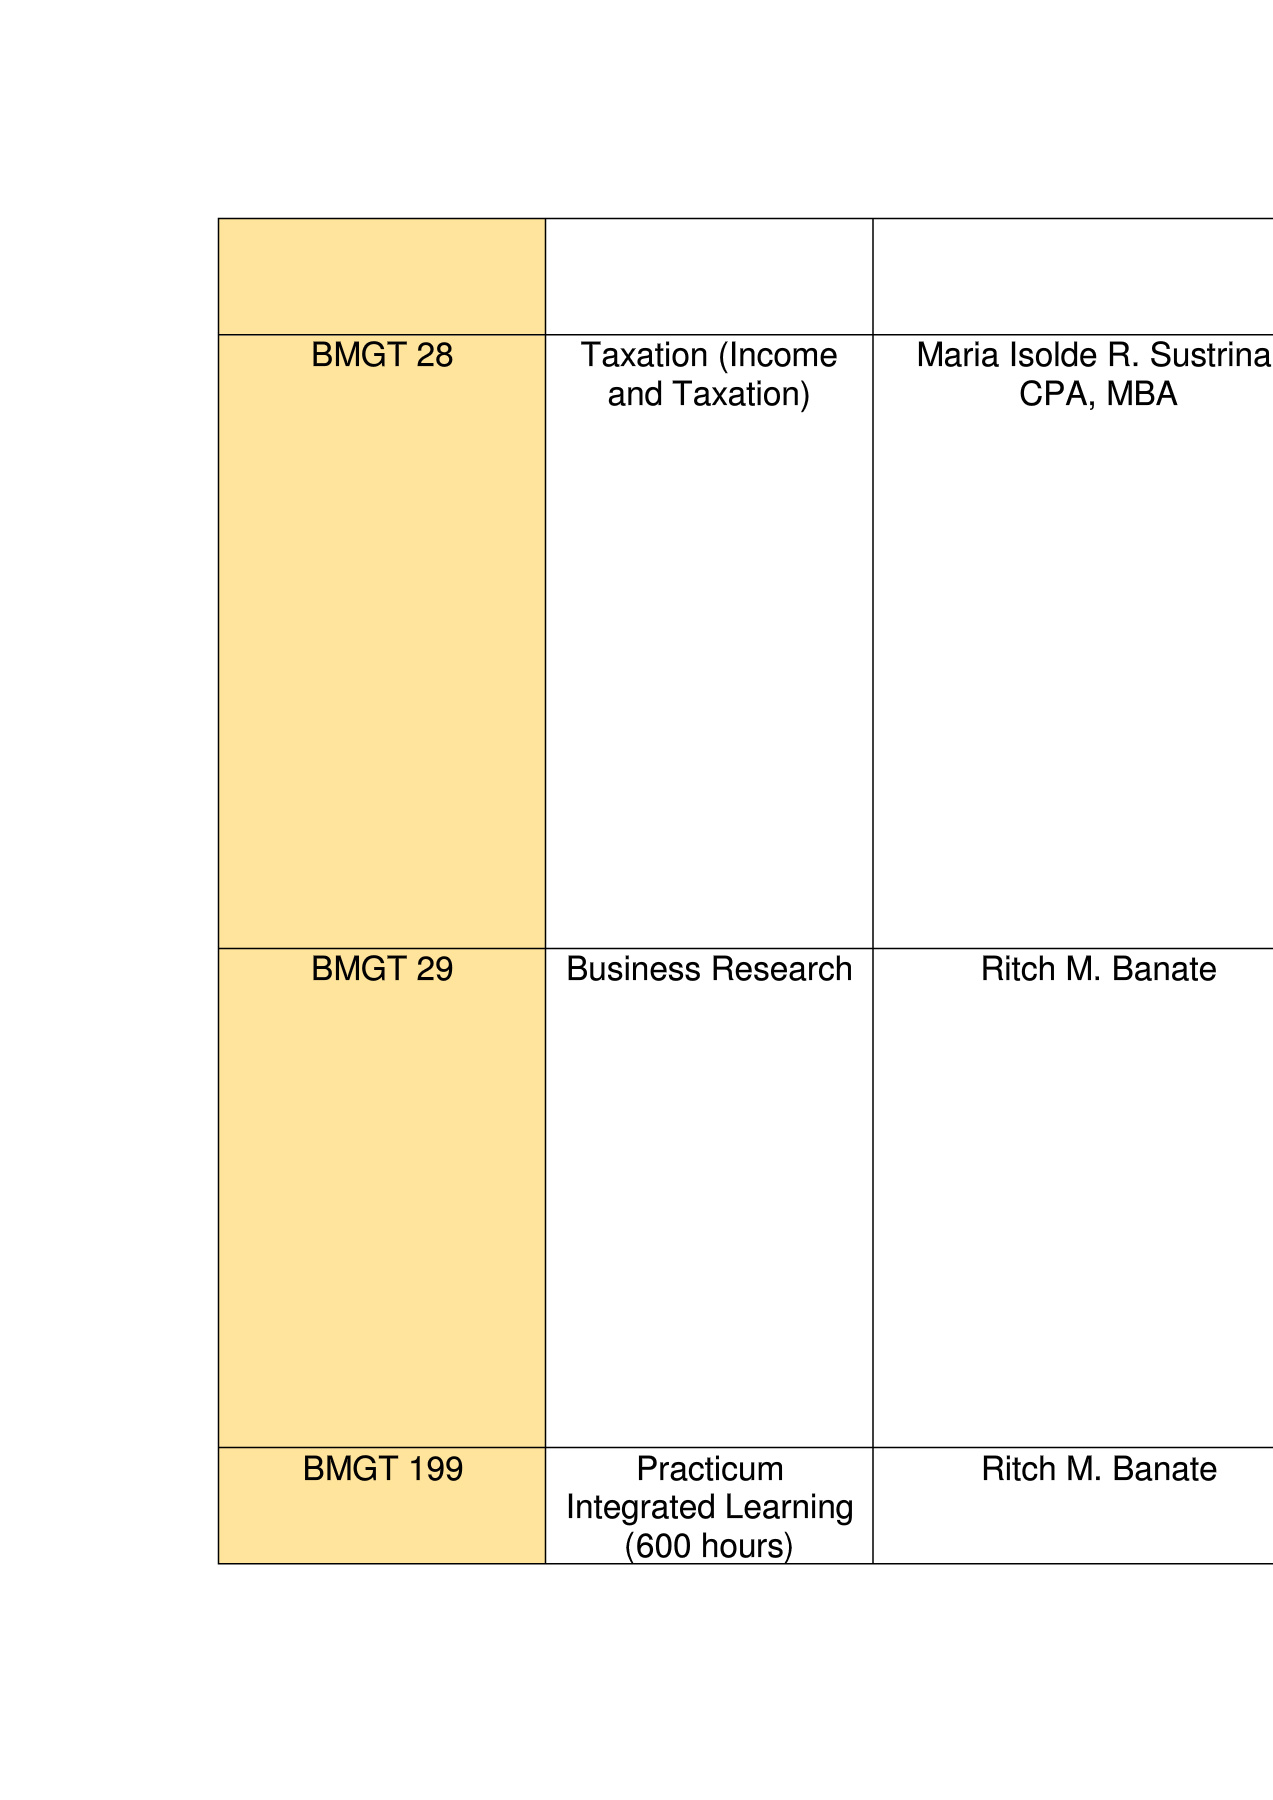 BMGT 28
Taxation (Income
and Taxation)
Maria Isolde R. Sustrina
CPA, MBA
BMGT 29
Business Research
Ritch M. Banate
BMGT 199
Practicum
Integrated Learning
(600 hours)
Ritch M. Banate